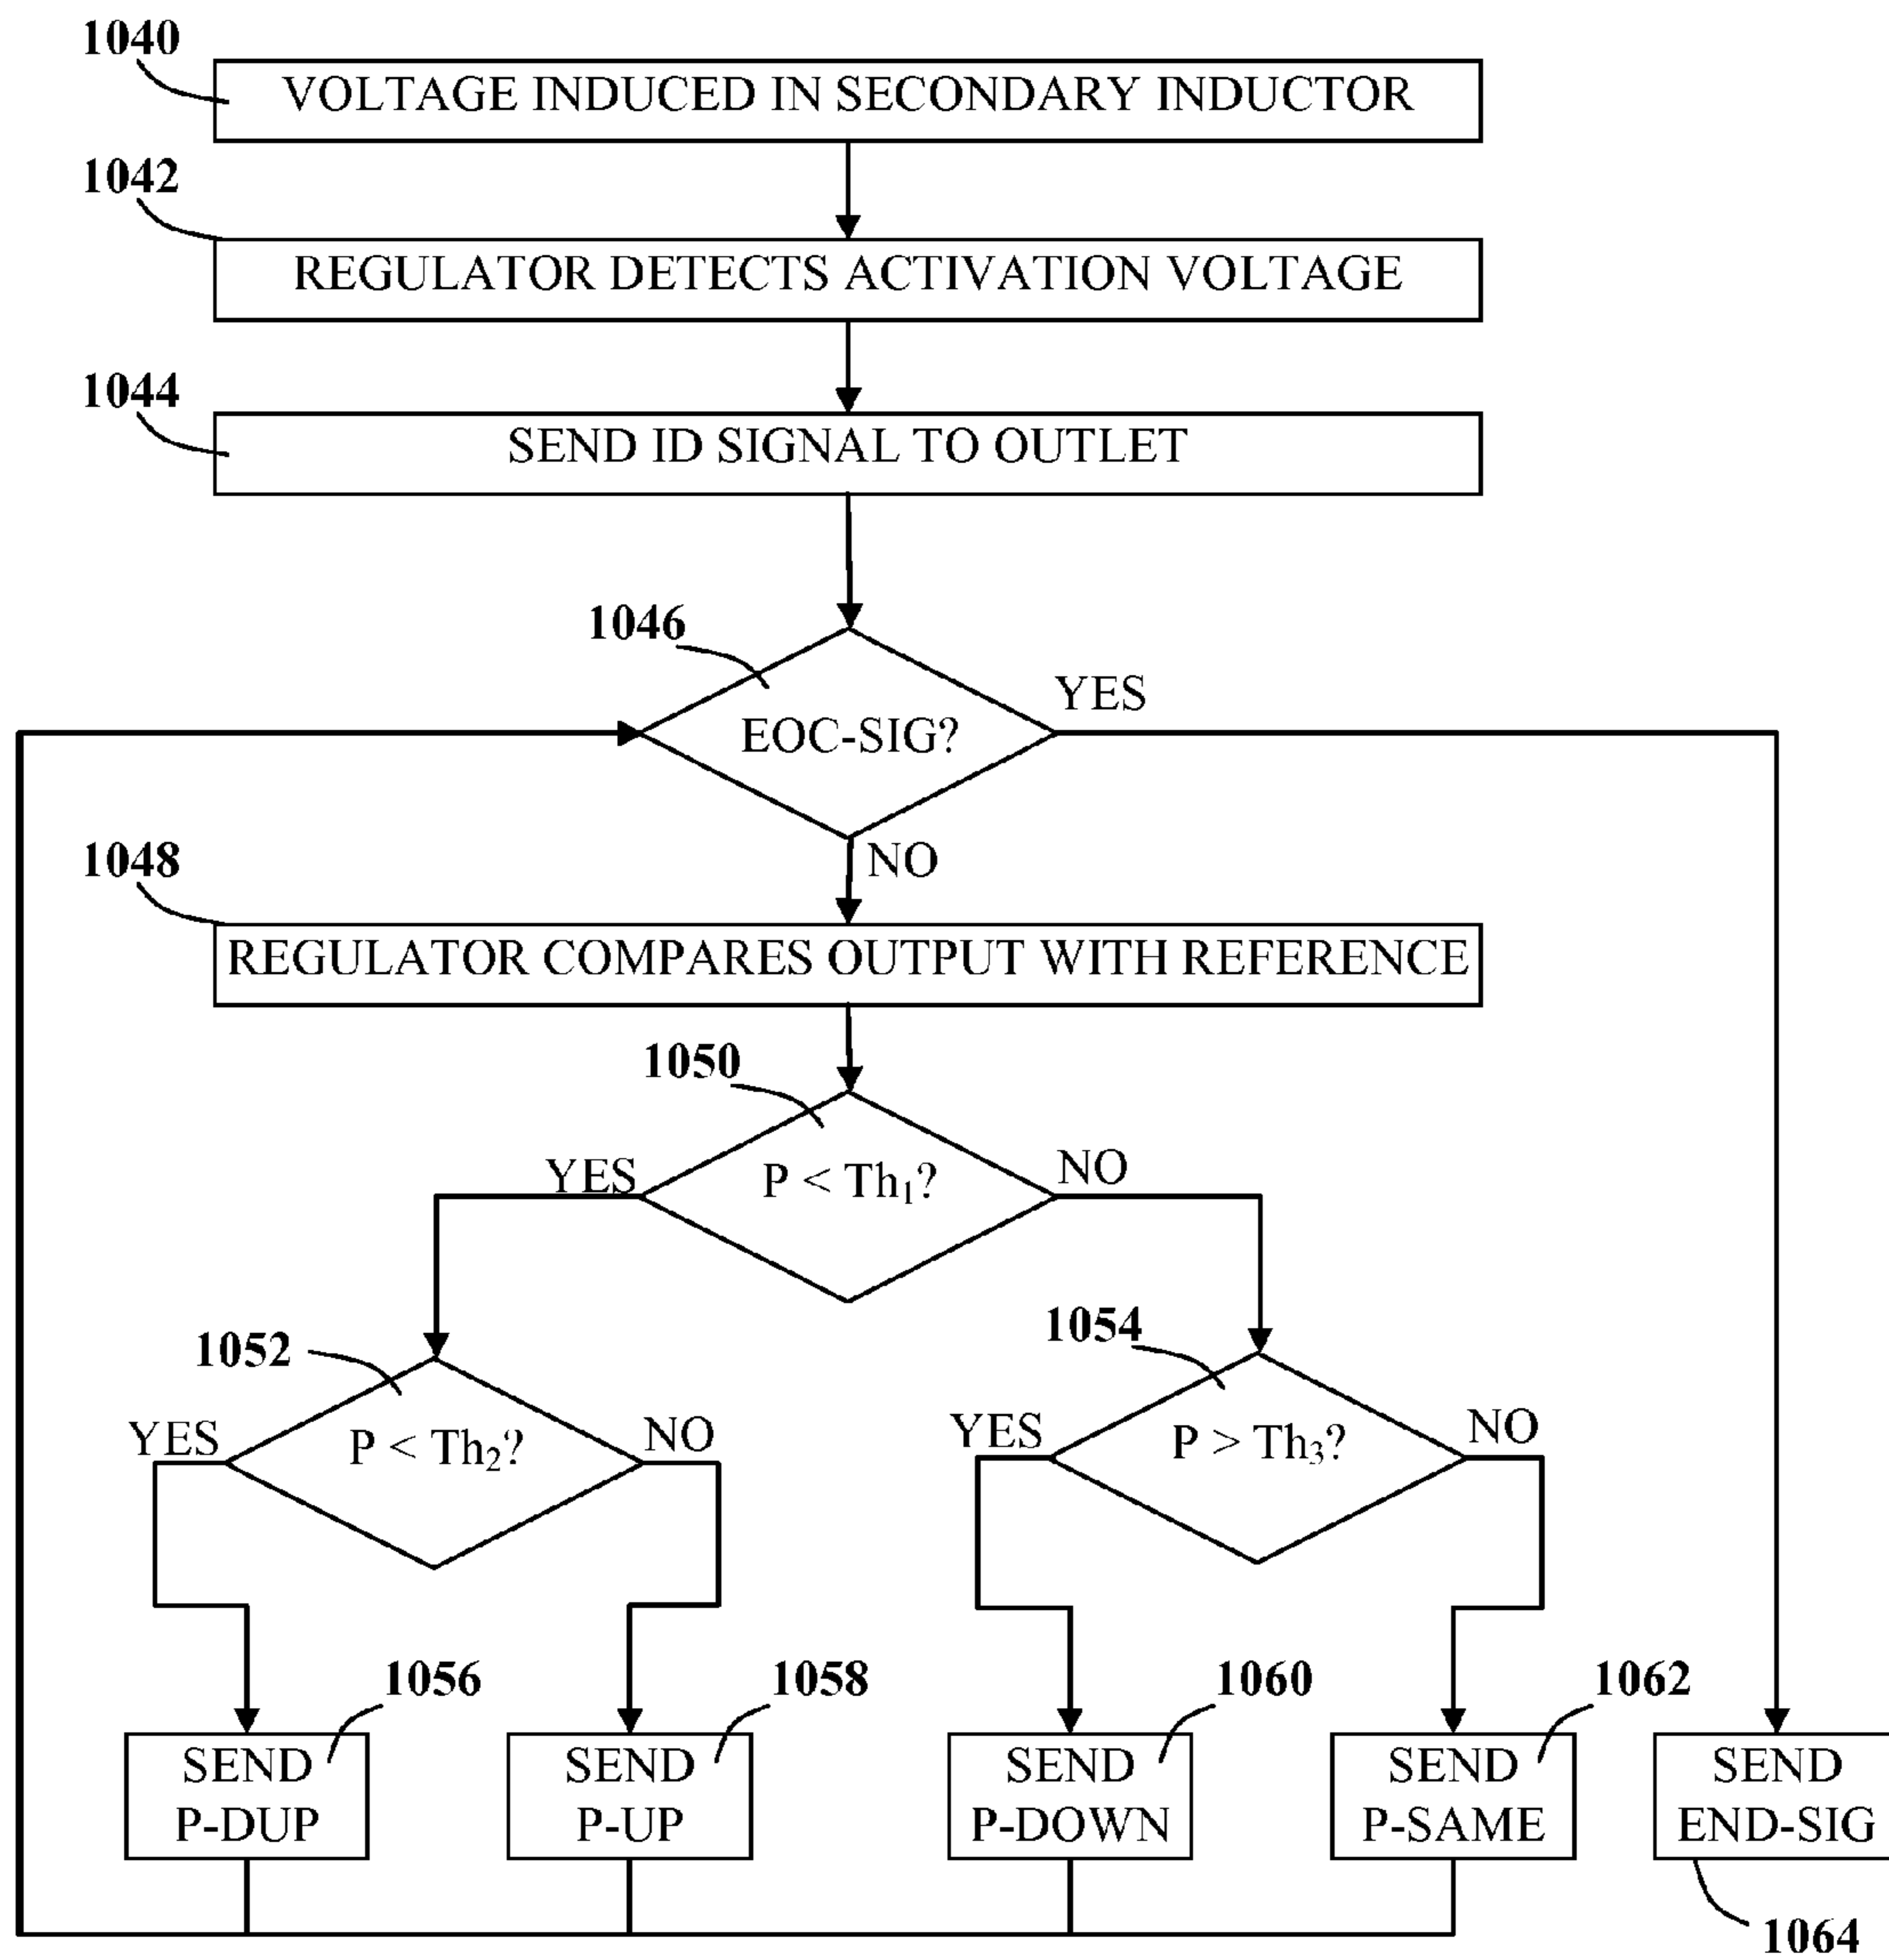 1040
VOLTAGE INDUCED IN SECONDARY INDUCTOR
1042
REGULATOR DETECTS ACTIVATION VOLTAGE
1044
SEND ID SIGNAL TO OUTLET
1046
YES
EOC-SIG?
NO
1048
REGULATOR COMPARES OUTPUT WITH REFERENCE
1050
YES
P < Th₁?
NO
1052
1054
YES
P < Th₂?
NO
YES
P > Th₃?
NO
1056
1058
1060
1062
SEND
P-DUP
SEND
P-UP
SEND
P-DOWN
SEND
P-SAME
SEND
END-SIG
1064